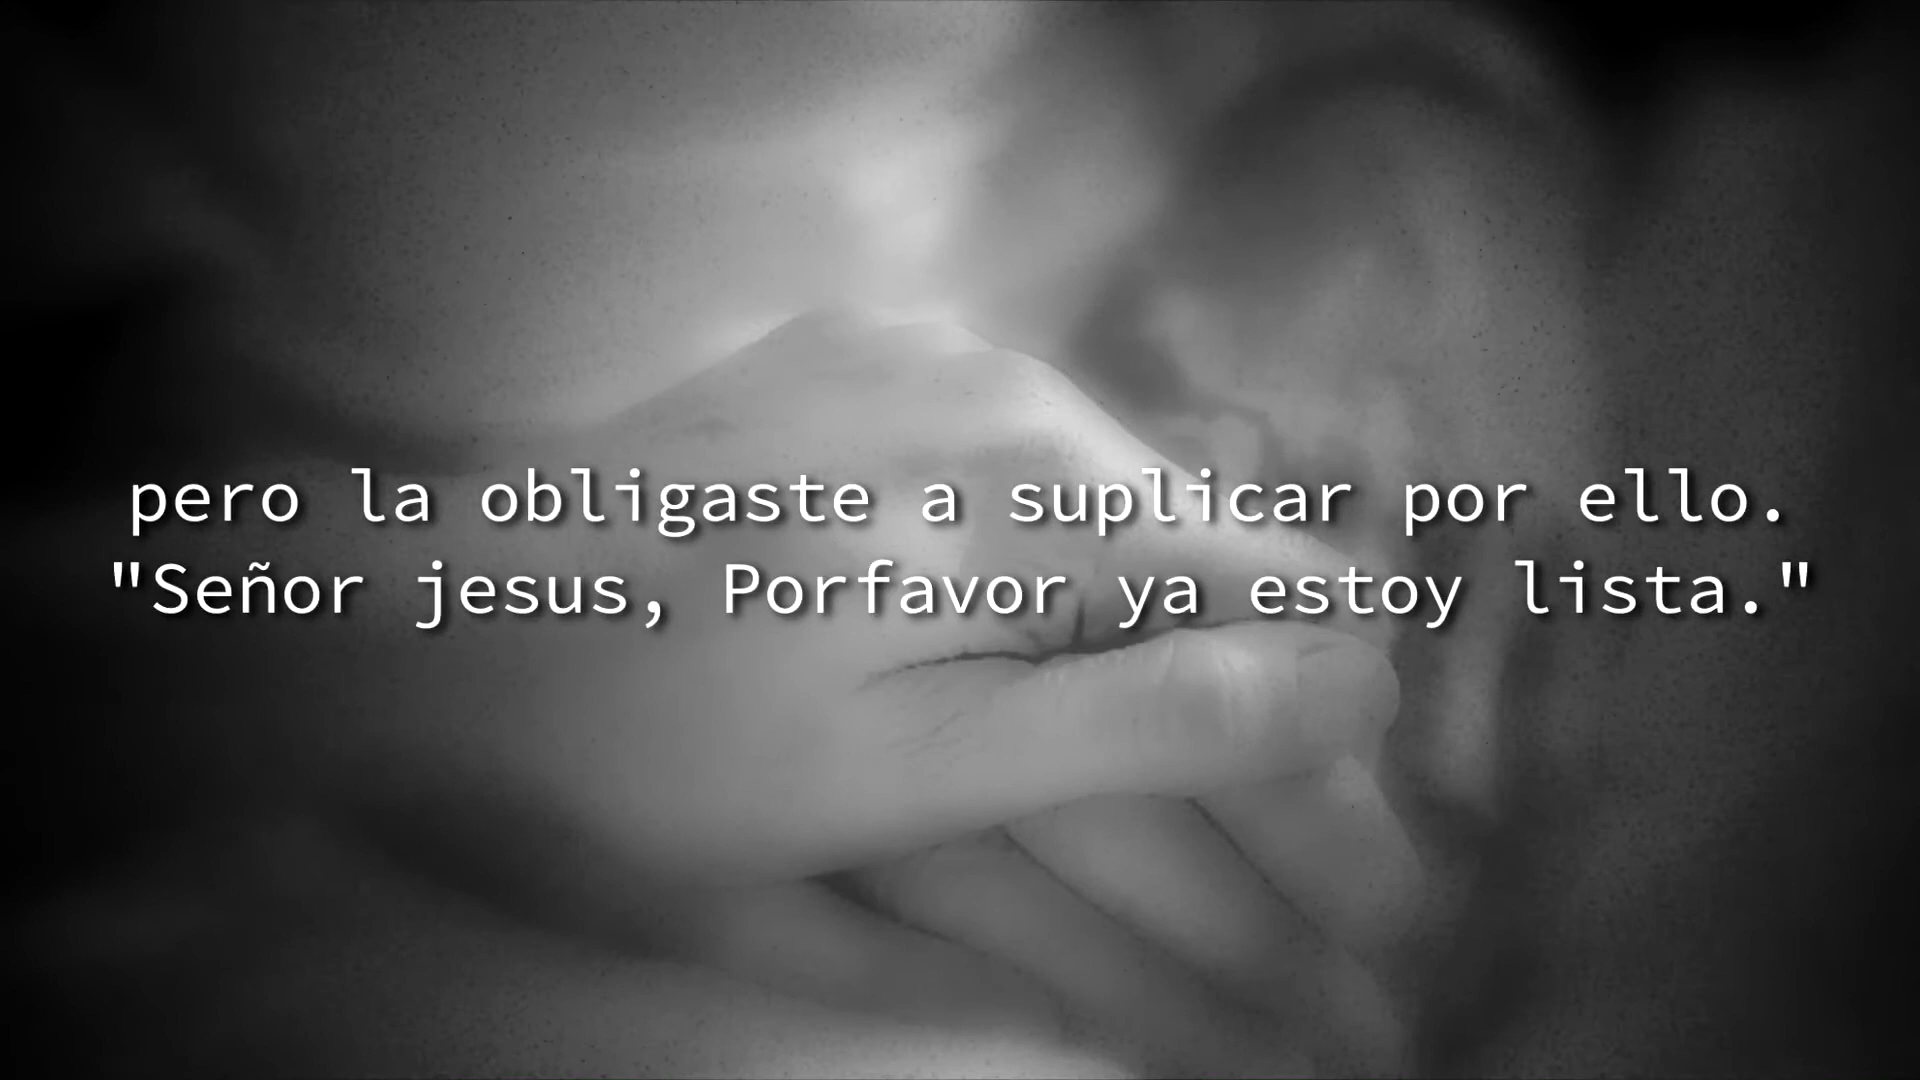 pero la obligaste a suplicar por ello.
"Señor jesus, Porfavor ya estoy lista."